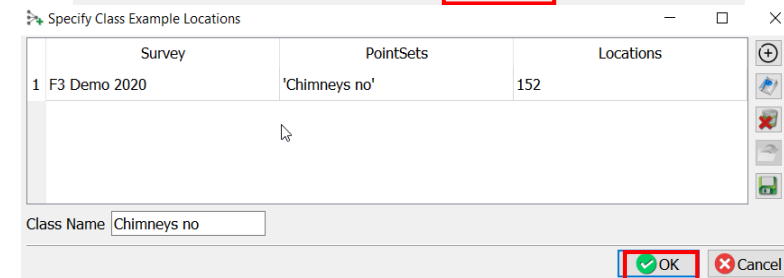 Specify Class Example Locations
Survey PointSets Locations
1 F3 Demo 2020 'Chimneys no' 152
Class Name Chimneys no
OK Cancel